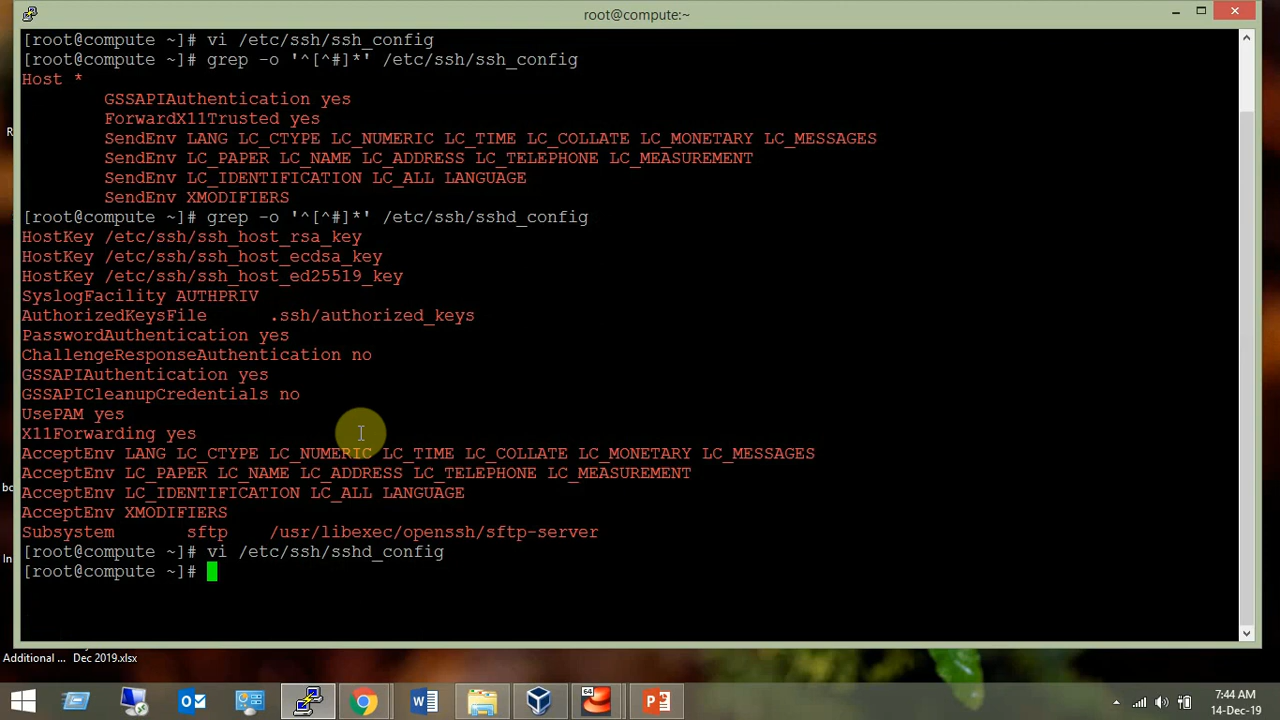 root@compute:~
[root@compute ~]# vi /etc/ssh/ssh_config
[root@compute ~]# grep -o '^[^#]*' /etc/ssh/ssh_config
Host *
GSSAPIAuthentication yes
ForwardX11Trusted yes
SendEnv LANG LC_CTYPE LC_NUMERIC LC_TIME LC_COLLATE LC_MONETARY LC_MESSAGES
SendEnv LC_PAPER LC_NAME LC_ADDRESS LC_TELEPHONE LC_MEASUREMENT
SendEnv LC_IDENTIFICATION LC_ALL LANGUAGE
SendEnv XMODIFIERS
[root@compute ~]# grep -o '^[^#]*' /etc/ssh/sshd_config
HostKey /etc/ssh/ssh_host_rsa_key
HostKey /etc/ssh/ssh_host_ecdsa_key
HostKey /etc/ssh/ssh_host_ed25519_key
SyslogFacility AUTHPRIV
AuthorizedKeysFile .ssh/authorized_keys
PasswordAuthentication yes
ChallengeResponseAuthentication no
GSSAPIAuthentication yes
GSSAPICleanupCredentials no
UsePAM yes
X11Forwarding yes
AcceptEnv LANG LC_CTYPE LC_NUMERIC LC_TIME LC_COLLATE LC_MONETARY LC_MESSAGES
AcceptEnv LC_PAPER LC_NAME LC_ADDRESS LC_TELEPHONE LC_MEASUREMENT
AcceptEnv LC_IDENTIFICATION LC_ALL LANGUAGE
AcceptEnv XMODIFIERS
Subsystem sftp /usr/libexec/openssh/sftp-server
[root@compute ~]# vi /etc/ssh/sshd_config
[root@compute ~]#
Additional ... Dec 2019.xlsx
64
7:44 AM
14-Dec-19